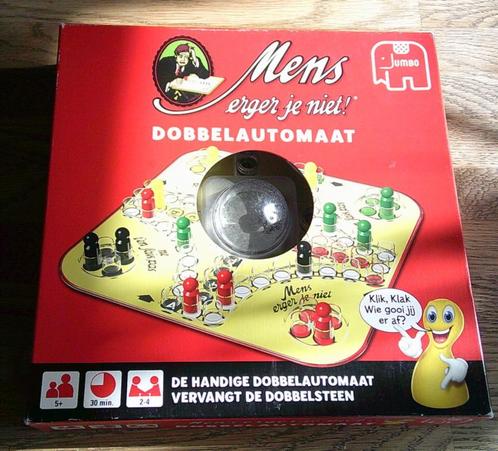 Mens
erger je niet!®
JUMBO
DOBBELAUTOMAAT
Mens
erger je niet
Klik, Klak
Wie gooi jij
er af?
5+
30 min.
2-4
DE HANDIGE DOBBELAUTOMAAT
VERVANGT DE DOBBELSTEEN